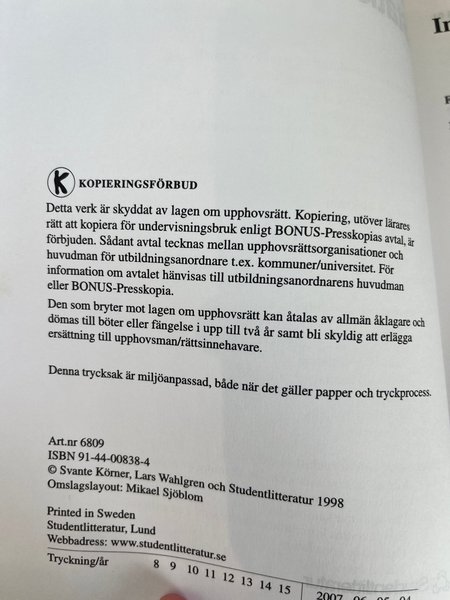 KOPIERINGSFÖRBUD
Detta verk är skyddat av lagen om upphovsrätt. Kopiering, utöver lärares
rätt att kopiera för undervisningsbruk enligt BONUS-Presskopias avtal, är
förbjuden. Sådant avtal tecknas mellan upphovsrättsorganisationer och
huvudman för utbildningsanordnare t.ex. kommuner/universitet. För
information om avtalet hänvisas till utbildningsanordnarens huvudman
eller BONUS-Presskopia.
Den som bryter mot lagen om upphovsrätt kan åtalas av allmän åklagare och
dömas till böter eller fängelse i upp till två år samt bli skyldig att erlägga
ersättning till upphovsman/rättsinnehavare.
Denna trycksak är miljöanpassad, både när det gäller papper och tryckprocess.
Art.nr 6809
ISBN 91-44-00838-4
© Svante Körner, Lars Wahlgren och Studentlitteratur 1998
Omslagslayout: Mikael Sjöblom
Printed in Sweden
Studentlitteratur, Lund
Webbadress: www.studentlitteratur.se
Tryckning/år 8 9 10 11 12 13 14 15 2007 06 05 04